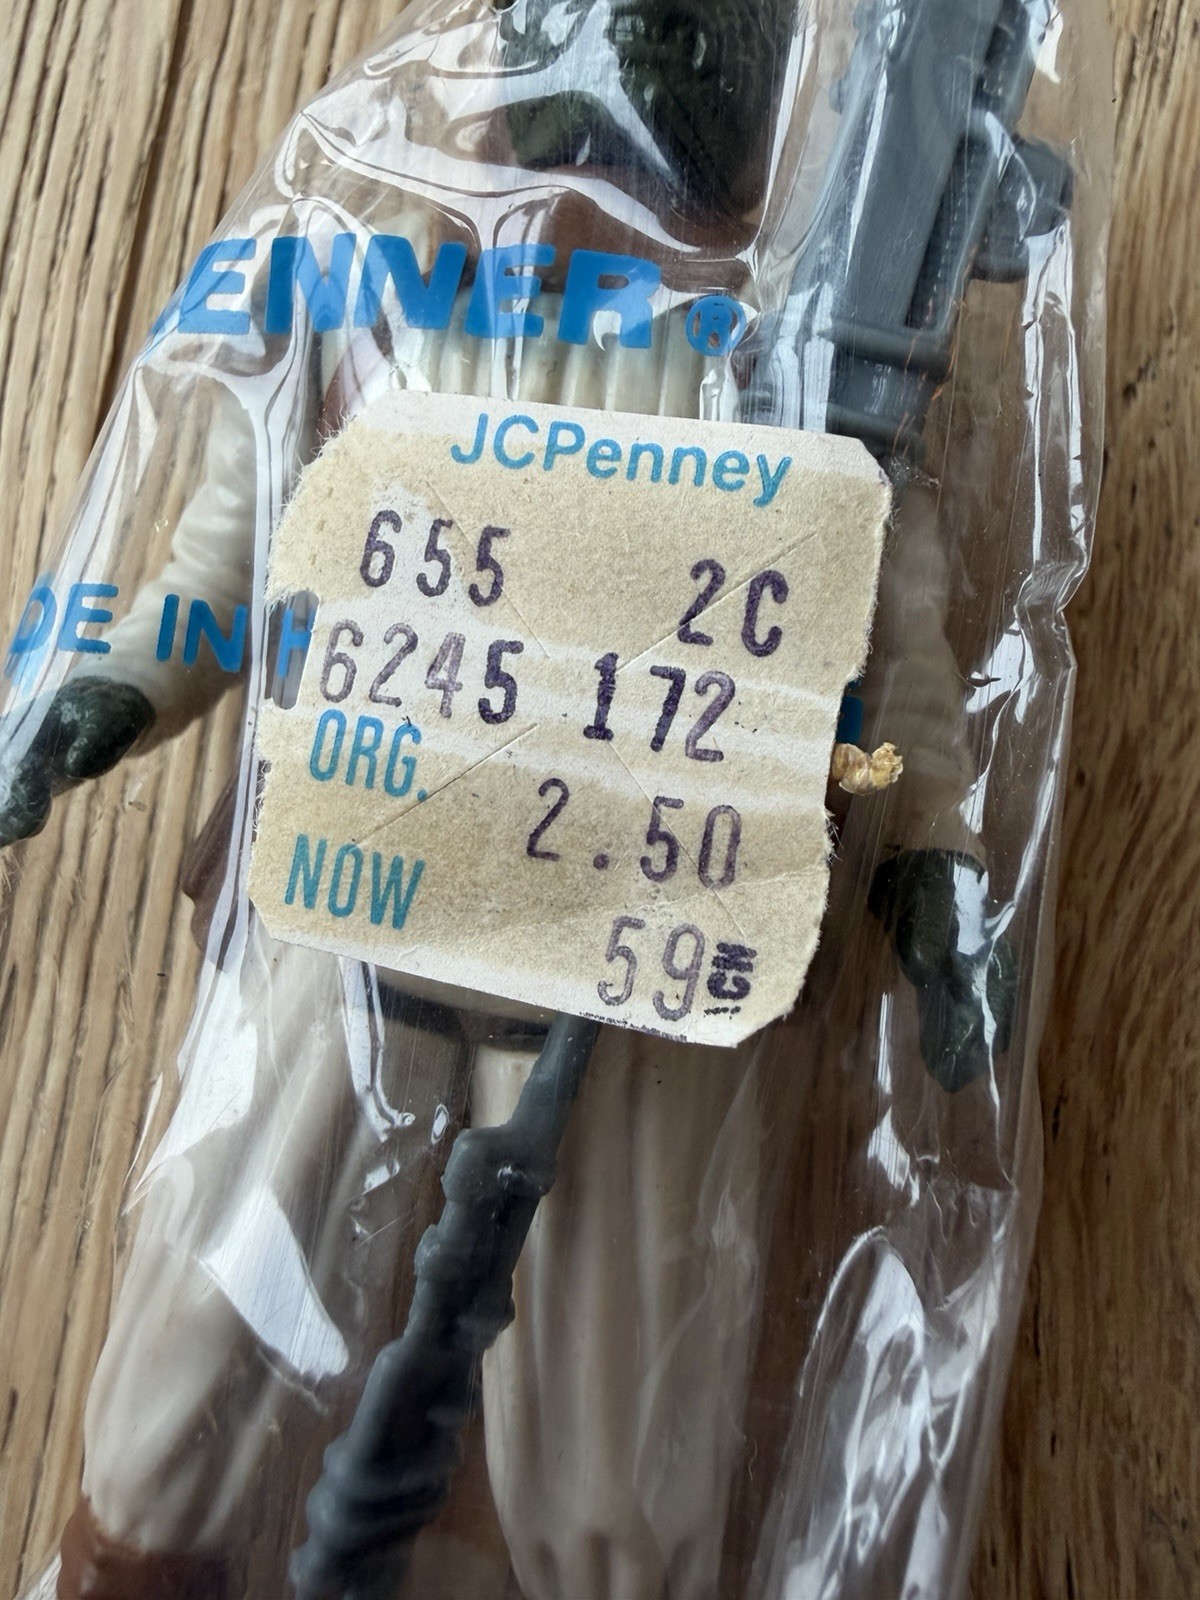 ENNER®
JCPenney
655 2C
DE IN H
6245 172
ORG. 2.50
NOW 59